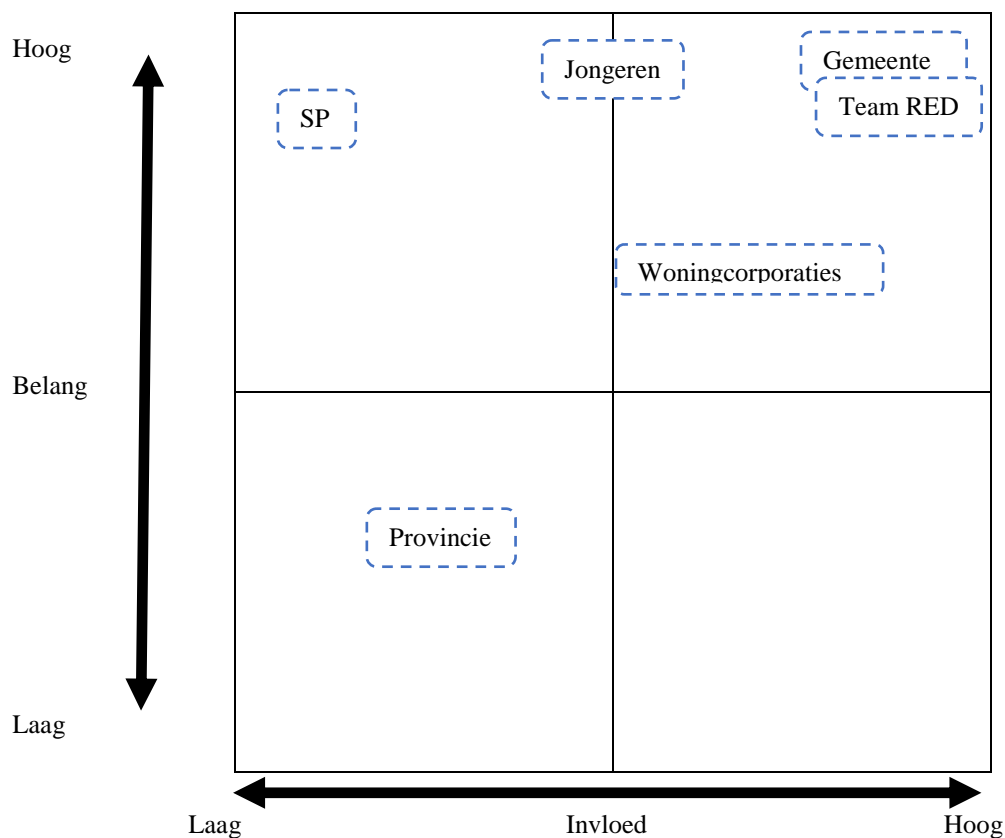 Hoog
Jongeren
Gemeente
Team RED
SP
Woningcorporaties
Belang
Provincie
Laag
Laag
Invloed
Hoog